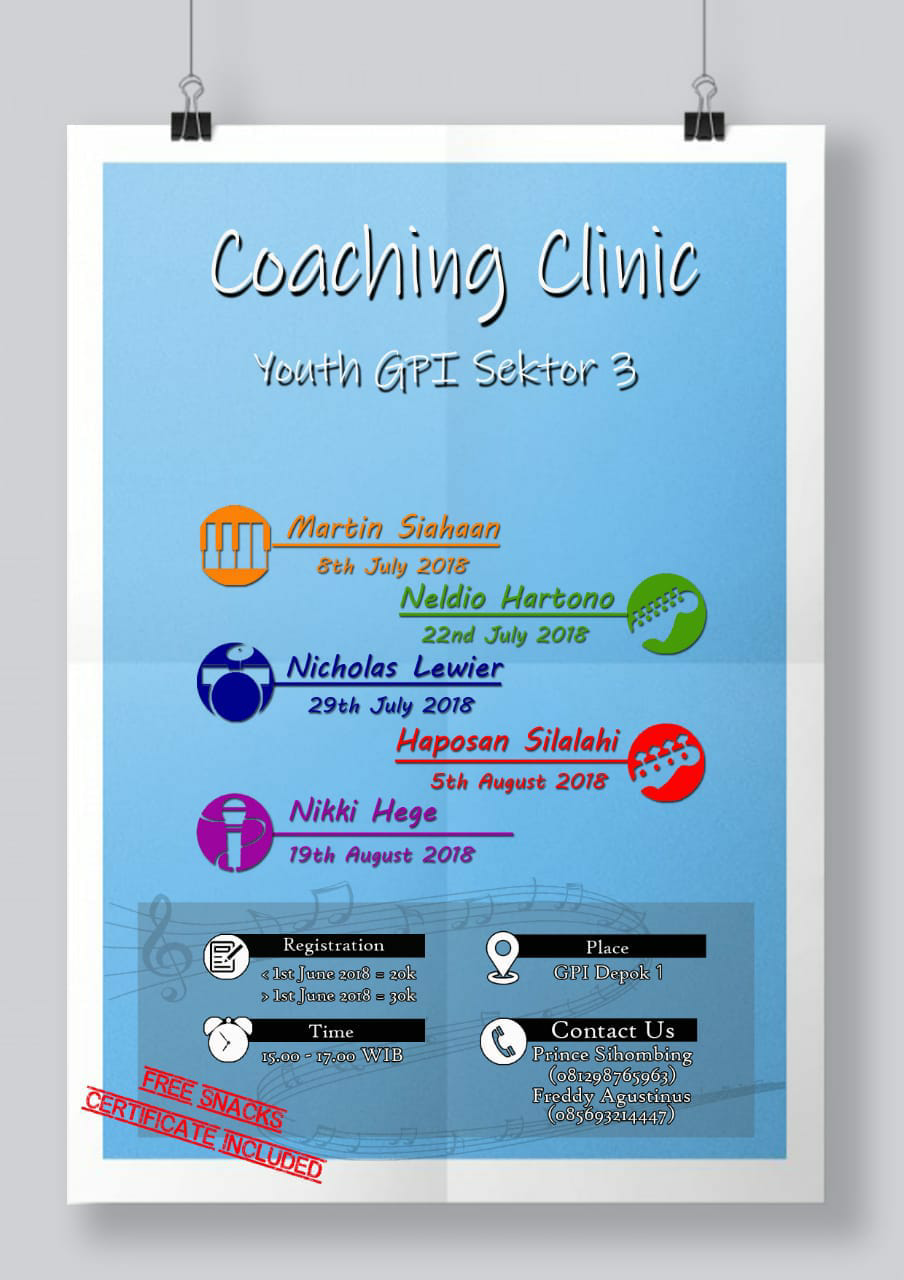 Coaching Clinic
Youth GPI Sektor 3
Martin Siahaan
8th July 2018
Neldio Hartono
22nd July 2018
Nicholas Lewier
29th July 2018
Haposan Silalahi
5th August 2018
Nikki Hege
19th August 2018
Registration
< 1st June 2018 = 20k
> 1st June 2018 = 30k
Place
GPI Depok 1
Time
15.00 - 17.00 WIB
Contact Us
Prince Sihombing
(081298765963)
Freddy Agustinus
(085693214447)
FREE SNACKS
CERTIFICATE INCLUDED